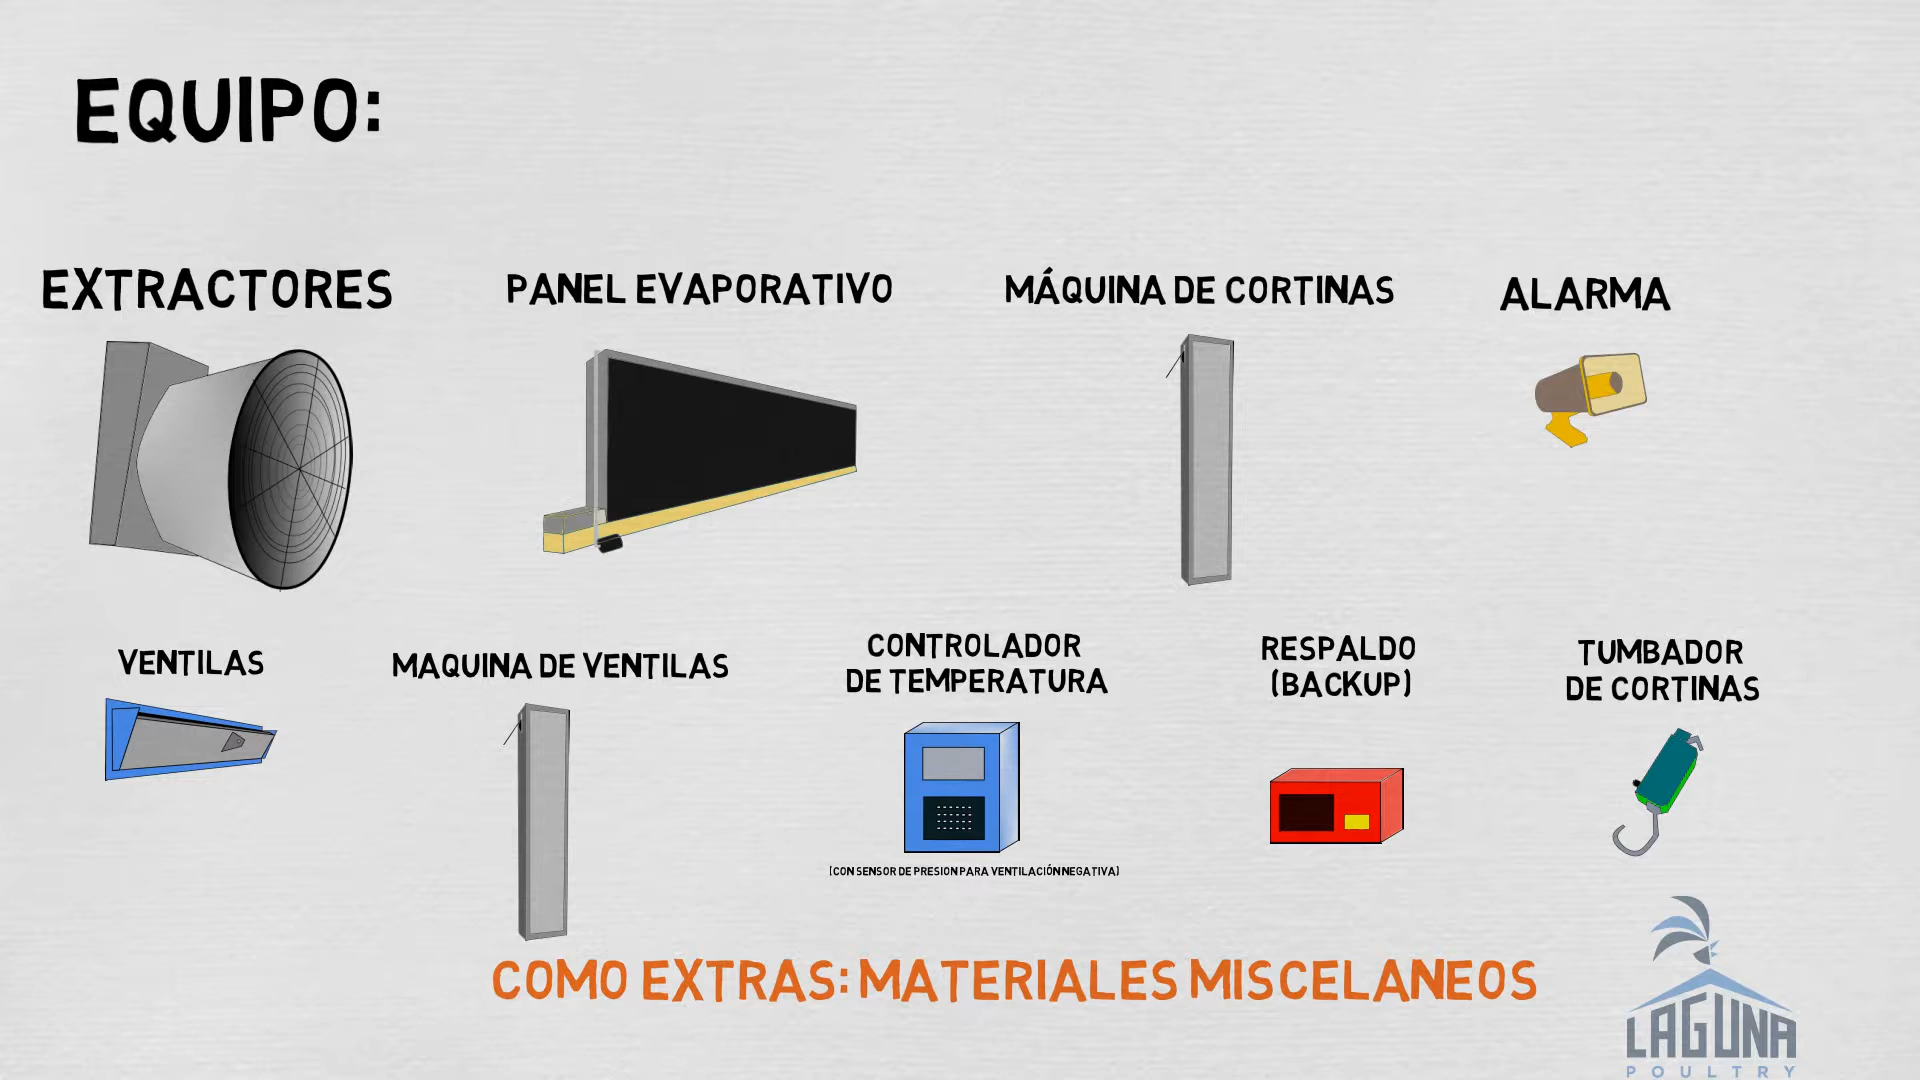 EQUIPO:
EXTRACTORES
PANEL EVAPORATIVO
MÁQUINA DE CORTINAS
ALARMA
VENTILAS
MAQUINA DE VENTILAS
CONTROLADOR
DE TEMPERATURA
(CON SENSOR DE PRESION PARA VENTILACIÓN NEGATIVA)
RESPALDO
(BACKUP)
TUMBADOR
DE CORTINAS
COMO EXTRAS: MATERIALES MISCELANEOS
LAGUNA
POULTRY